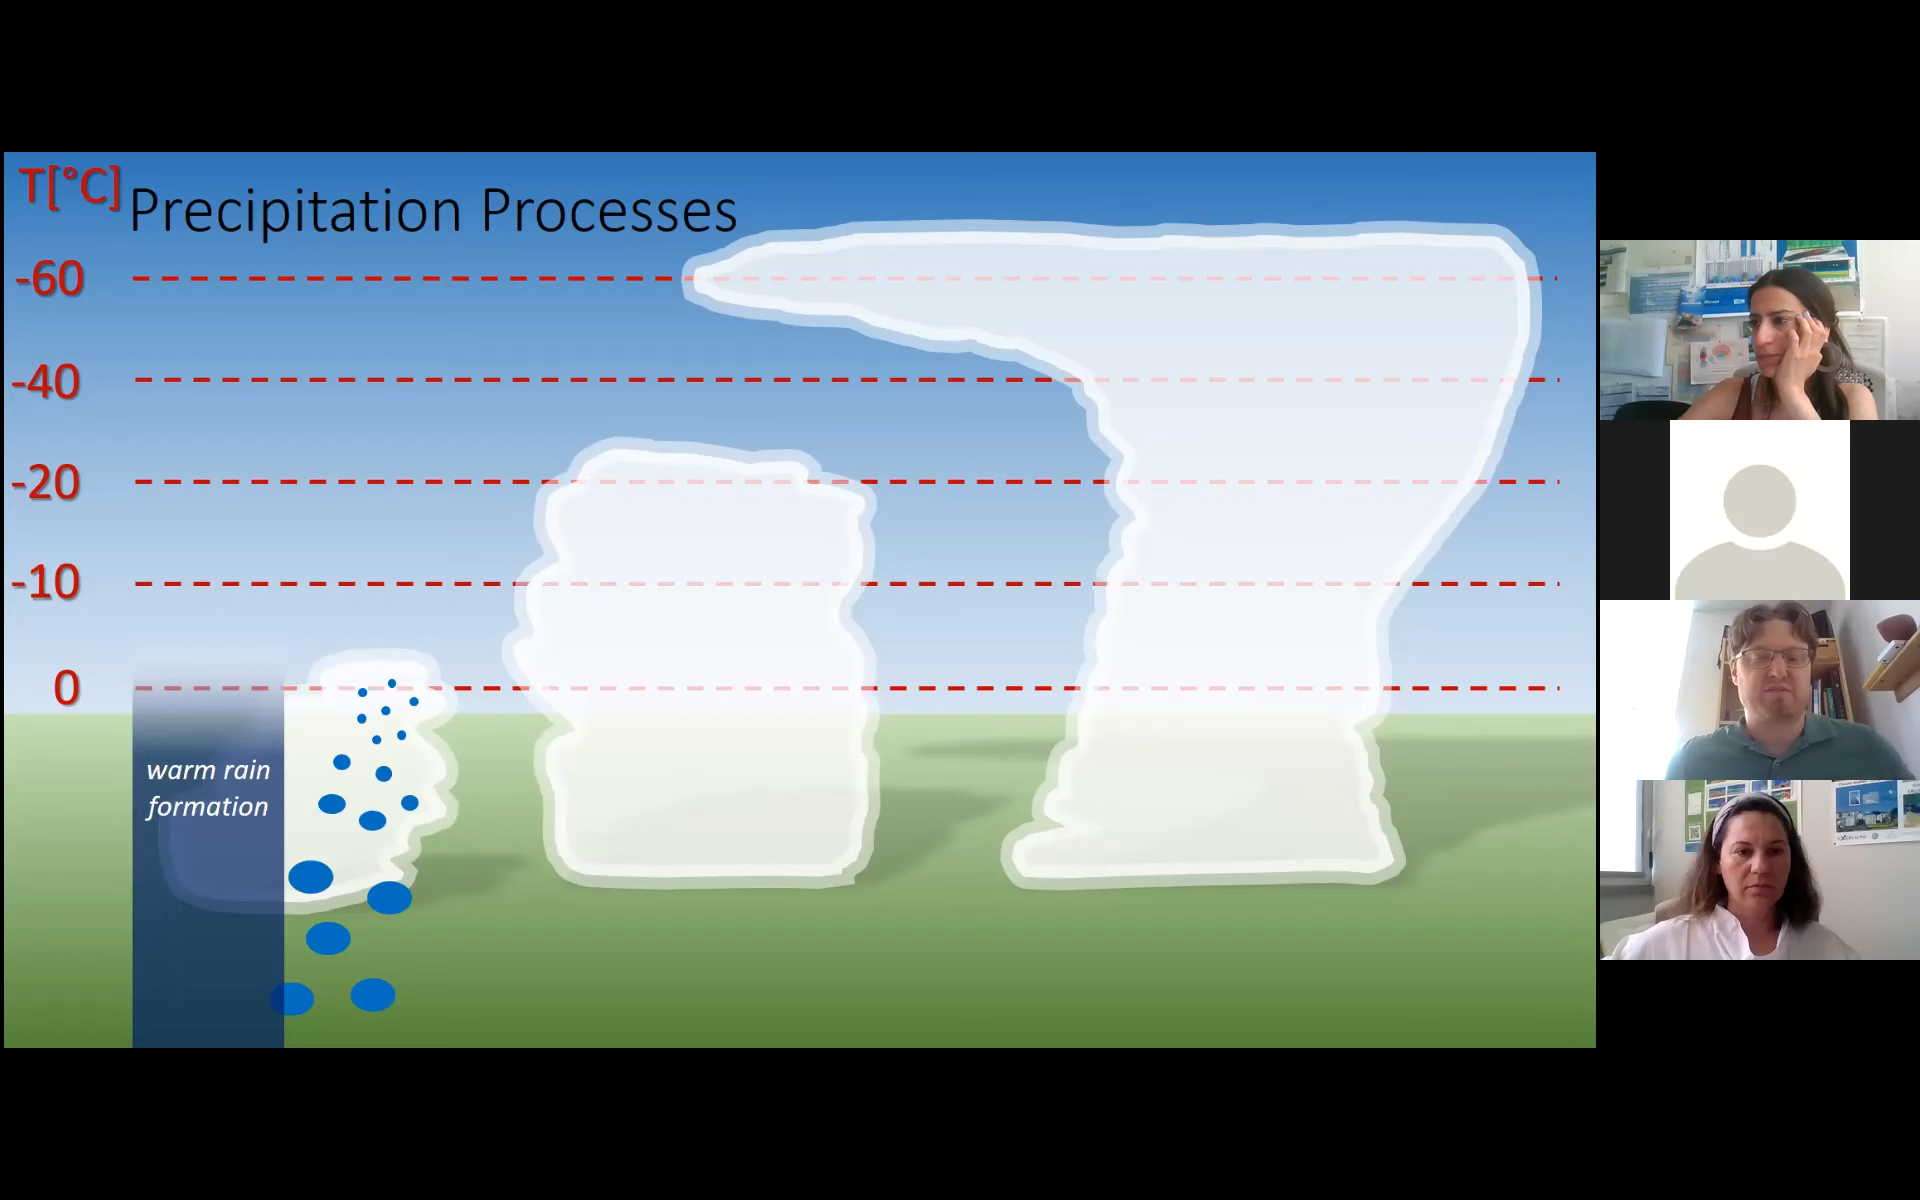 T[°C]
Precipitation Processes
-60
-40
-20
-10
0
warm rain
formation